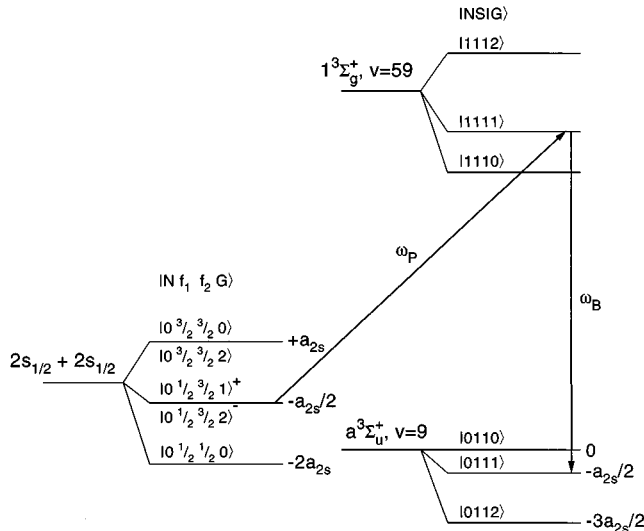 |NSIG⟩
|1112⟩
1³Σg⁺, v=59
|1111⟩
|1110⟩
ωP
ωB
|N f₁ f₂ G⟩
|0 ³/₂ ³/₂ 0⟩
+a₂ₛ
|0 ³/₂ ³/₂ 2⟩
2s₁/₂ + 2s₁/₂
|0 ¹/₂ ³/₂ 1⟩⁺
-a₂ₛ/2
|0 ¹/₂ ³/₂ 2⟩⁻
|0 ¹/₂ ¹/₂ 0⟩
-2a₂ₛ
a³Σu⁺, v=9
|0110⟩
0
|0111⟩
-a₂ₛ/2
|0112⟩
-3a₂ₛ/2